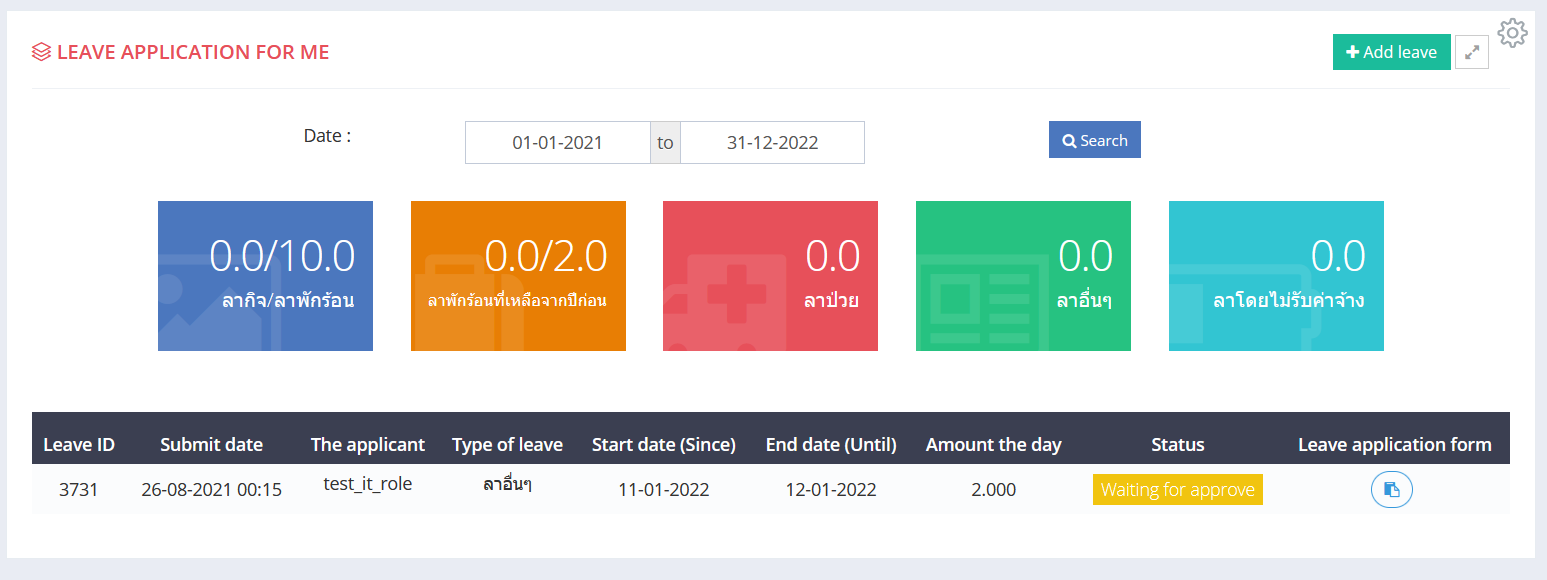 LEAVE APPLICATION FOR ME
Add leave
Date :
01-01-2021 to 31-12-2022
Search
0.0/10.0
ลากิจ/ลาพักร้อน
0.0/2.0
ลาพักร้อนที่เหลือจากปีก่อน
0.0
ลาป่วย
0.0
ลาอื่นๆ
0.0
ลาโดยไม่รับค่าจ้าง
Leave ID Submit date The applicant Type of leave Start date (Since) End date (Until) Amount the day Status Leave application form
3731 26-08-2021 00:15 test_it_role ลาอื่นๆ 11-01-2022 12-01-2022 2.000 Waiting for approve